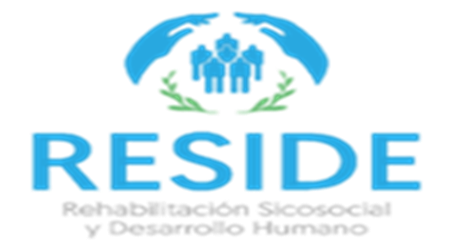 RESIDE
Rehabilitación Sicosocial
y Desarrollo Humano